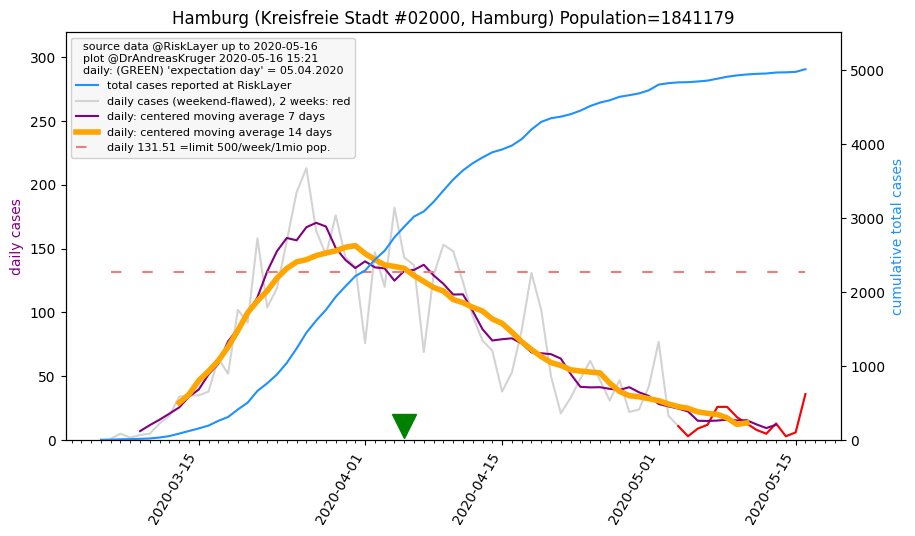 Hamburg (Kreisfreie Stadt #02000, Hamburg) Population=1841179
source data @RiskLayer up to 2020-05-16
plot @DrAndreasKruger 2020-05-16 15:21
daily: (GREEN) 'expectation day' = 05.04.2020
total cases reported at RiskLayer
daily cases (weekend-flawed), 2 weeks: red
daily: centered moving average 7 days
daily: centered moving average 14 days
daily 131.51 =limit 500/week/1mio pop.
daily cases
300
250
200
150
100
50
0
cumulative total cases
5000
4000
3000
2000
1000
0
2020-03-15
2020-04-01
2020-04-15
2020-05-01
2020-05-15